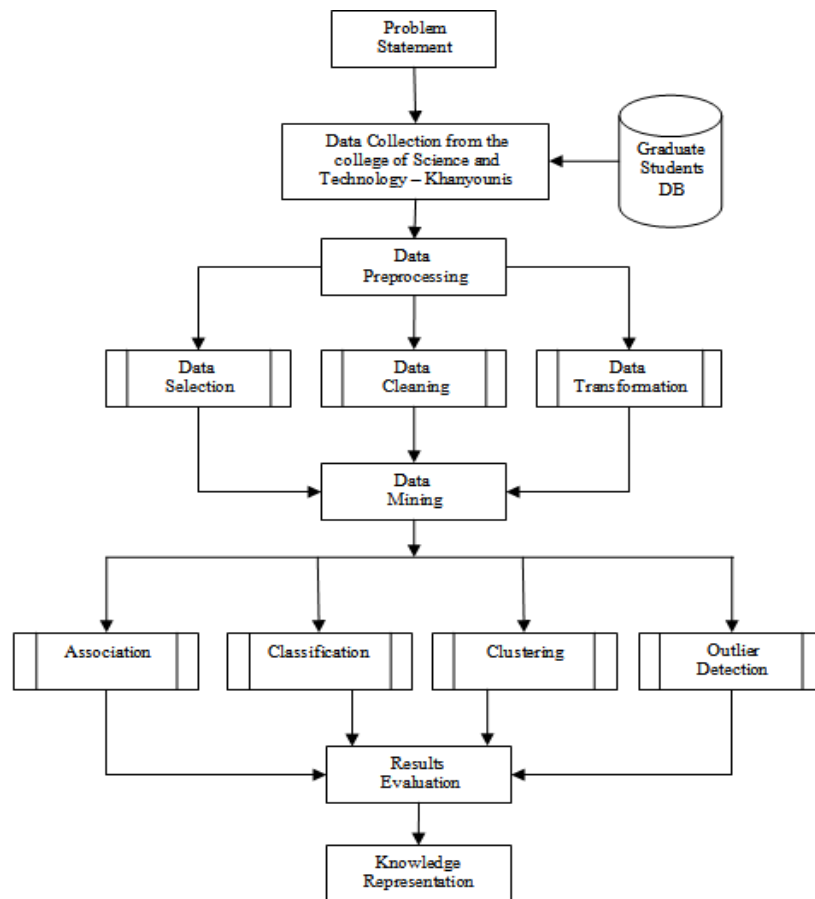 Problem
Statement
Data Collection from the
college of Science and
Technology – Khanyounis
Graduate
Students
DB
Data
Preprocessing
Data
Selection
Data
Cleaning
Data
Transformation
Data
Mining
Association
Classification
Clustering
Outlier
Detection
Results
Evaluation
Knowledge
Representation